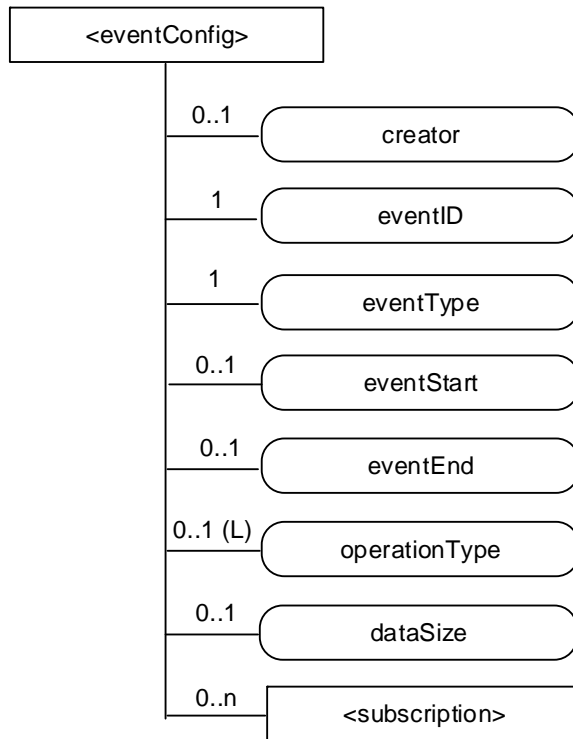 <eventConfig>
0..1
creator
1
eventID
1
eventType
0..1
eventStart
0..1
eventEnd
0..1 (L)
operationType
0..1
dataSize
0..n
<subscription>